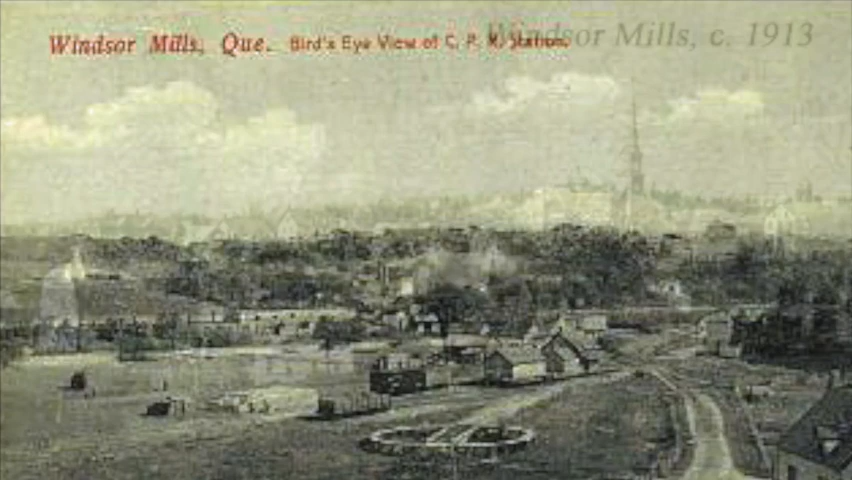 Windsor Mills, Que. Bird's Eye View of C. P. R. Station.
Windsor Mills, c. 1913